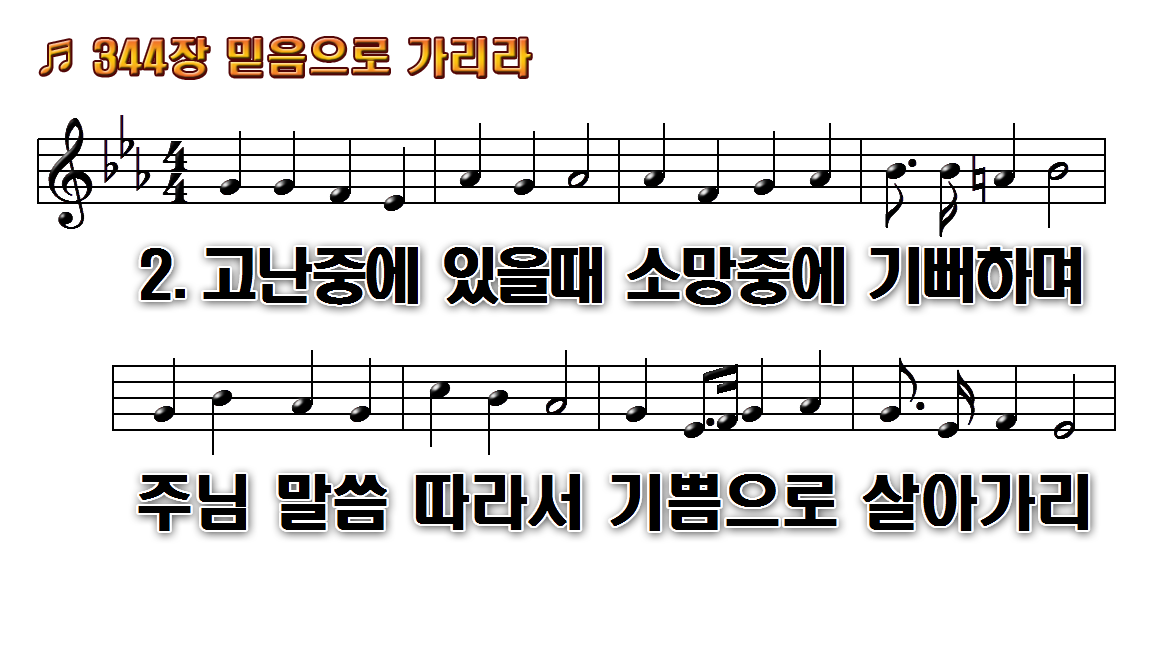 344장 믿음으로 가리라
2. 고난중에 있을때 소망중에 기뻐하며
주님 말씀 따라서 기쁨으로 살아가리